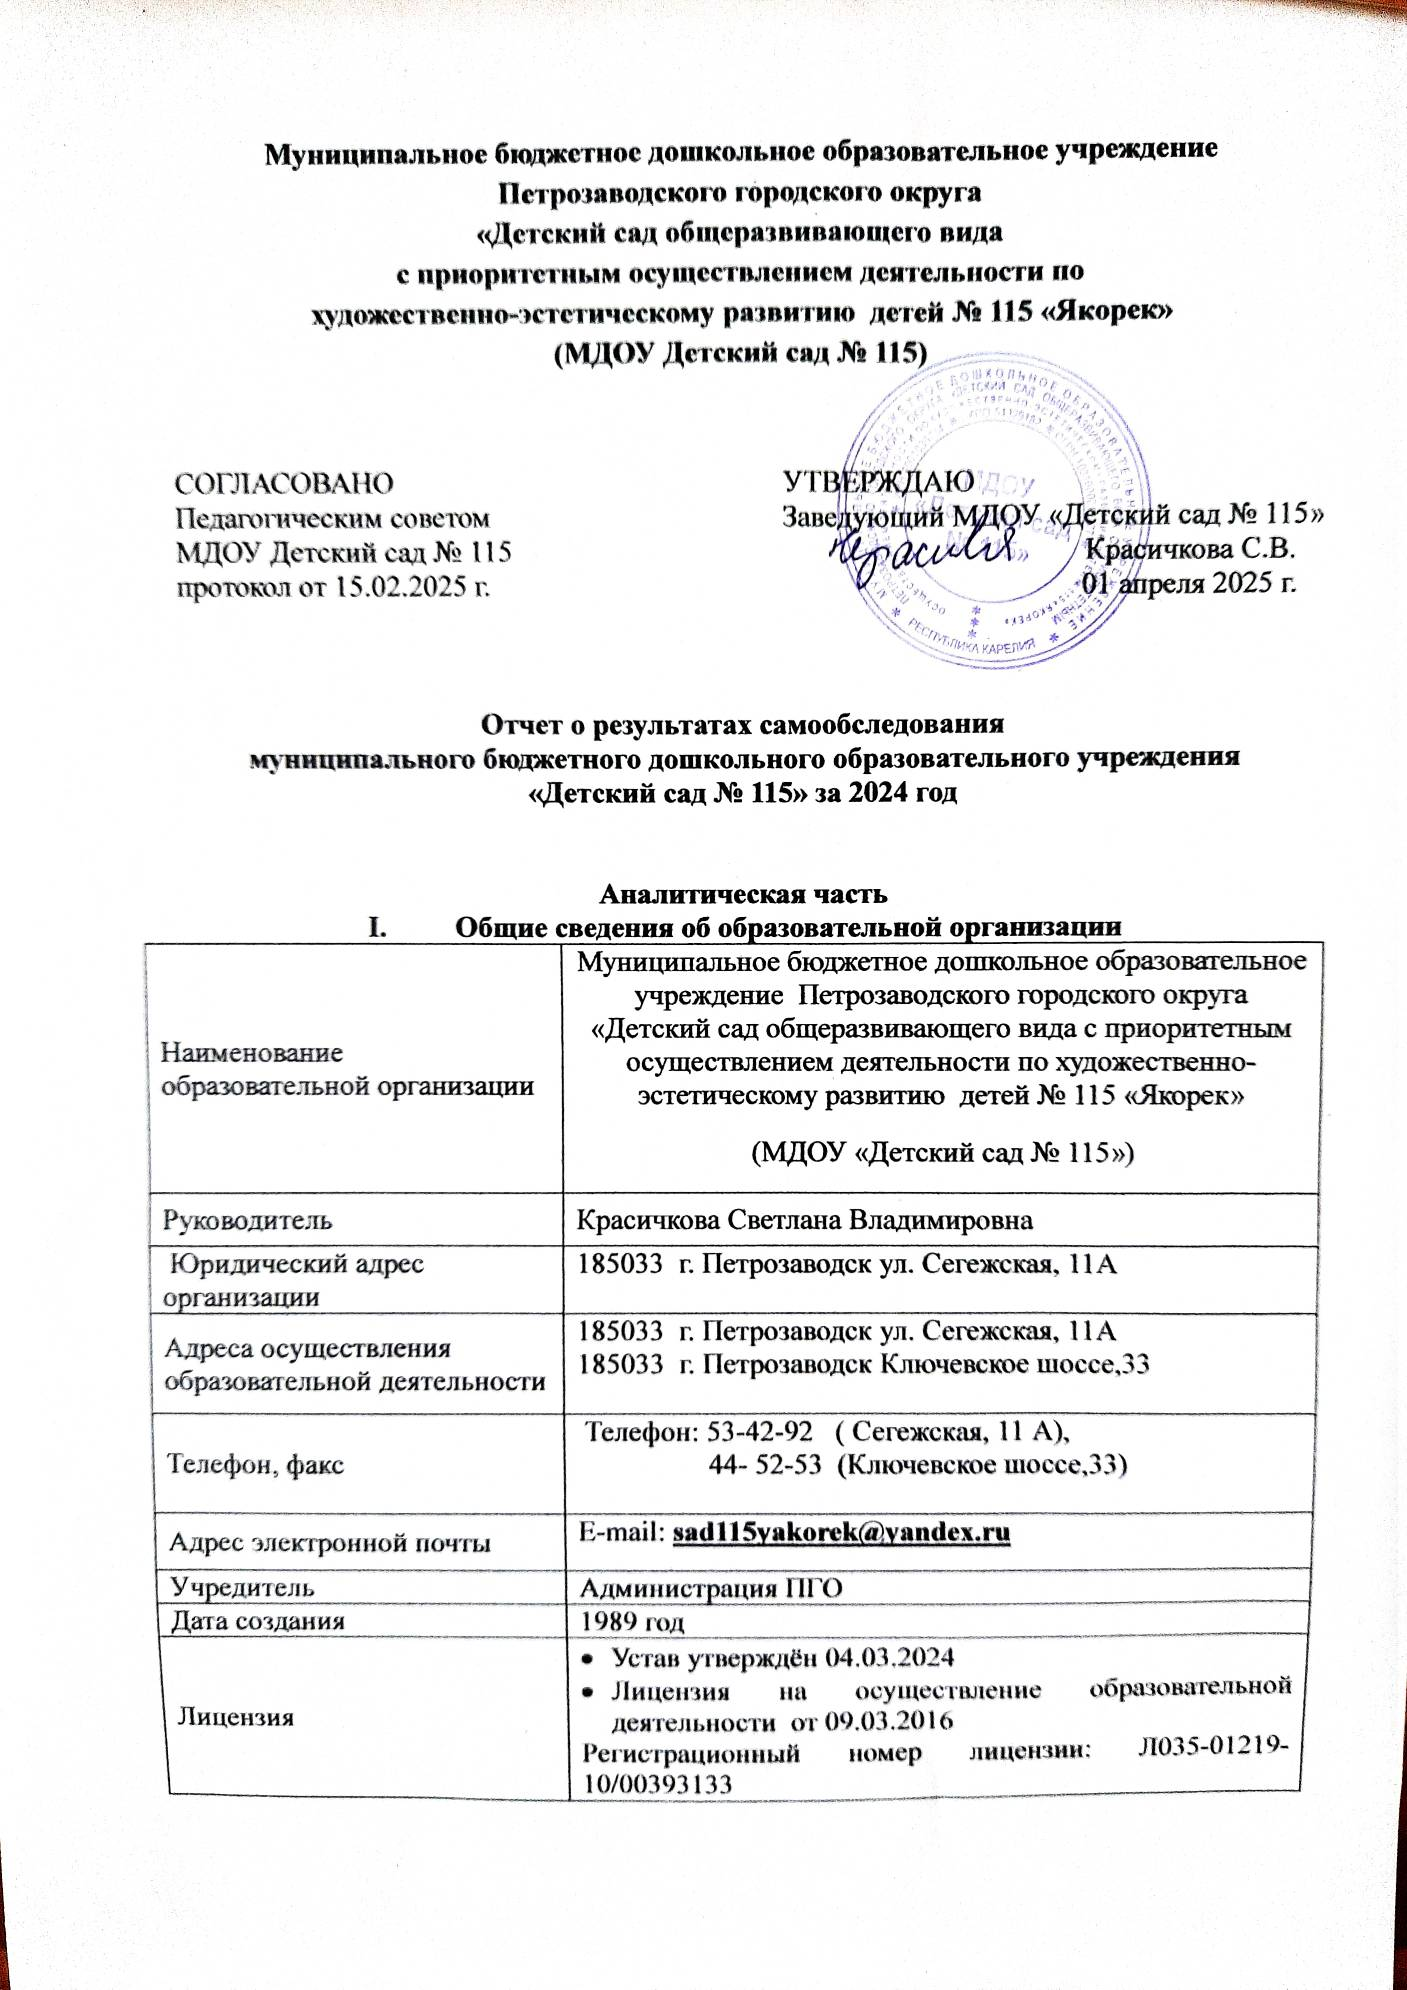 Муниципальное бюджетное дошкольное образовательное учреждение
Петрозаводского городского округа
«Детский сад общеразвивающего вида
с приоритетным осуществлением деятельности по
художественно-эстетическому развитию детей № 115 «Якорек»
(МДОУ Детский сад № 115)
СОГЛАСОВАНО
Педагогическим советом
МДОУ Детский сад № 115
протокол от 15.02.2025 г.
УТВЕРЖДАЮ
Заведующий МДОУ «Детский сад № 115»
Красичкова С.В.
01 апреля 2025 г.
РЕСПУБЛИКА КАРЕЛИЯ
Отчет о результатах самообследования
муниципального бюджетного дошкольного образовательного учреждения
«Детский сад № 115» за 2024 год
Аналитическая часть
I. Общие сведения об образовательной организации
Наименование
образовательной организации
Муниципальное бюджетное дошкольное образовательное
учреждение Петрозаводского городского округа
«Детский сад общеразвивающего вида с приоритетным
осуществлением деятельности по художественно-
эстетическому развитию детей № 115 «Якорек»
(МДОУ «Детский сад № 115»)
Руководитель
Красичкова Светлана Владимировна
Юридический адрес
организации
185033 г. Петрозаводск ул. Сегежская, 11А
Адреса осуществления
образовательной деятельности
185033 г. Петрозаводск ул. Сегежская, 11А
185033 г. Петрозаводск Ключевское шоссе,33
Телефон, факс
Телефон: 53-42-92 ( Сегежская, 11 А),
44- 52-53 (Ключевское шоссе,33)
Адрес электронной почты
E-mail: sad115yakorek@yandex.ru
Учредитель
Администрация ПГО
Дата создания
1989 год
Лицензия
• Устав утверждён 04.03.2024
• Лицензия на осуществление образовательной
деятельности от 09.03.2016
Регистрационный номер лицензии: Л035-01219-
10/00393133